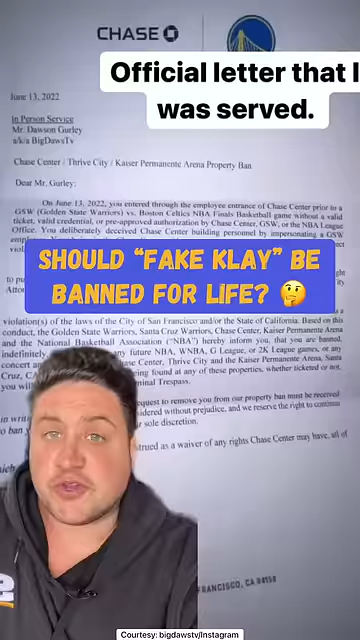 CHASE
Official letter that I
was served.
June 13, 2022
In Person Service
Mr. Dawson Gurley
a/k/a BigDawsTv
Chase Center / Thrive City / Kaiser Permanente Arena Property Ban
Dear Mr. Gurley:
On June 13, 2022, you entered through the employee entrance of Chase Center prior to a
GSW (Golden State Warriors) vs. Boston Celtics NBA Finals Basketball game without a valid
ticket, valid credential, or pre-approved authorization by Chase Center, GSW, or the NBA League
Office. You deliberately deceived Chase Center building personnel by impersonating a GSW
SHOULD “FAKE KLAY” BE
BANNED FOR LIFE? 🤔
violation(s) of the laws of the City of San Francisco and/or the State of California. Based on this
conduct, the Golden State Warriors, Santa Cruz Warriors, Chase Center, Kaiser Permanente Arena
and the National Basketball Association (“NBA”) hereby inform you, that you are banned,
indefinitely, any future NBA, WNBA, G League, or 2K League games, or any
concert Chase Center, Thrive City and the Kaiser Permanente Arena, Santa
Cruz, CA being found at any of these properties, whether ticketed or not,
you will minal Trespass.
equest to remove you from our property ban must be received
in writ idered without prejudice, and we reserve the right to continue
to ban y r sole discretion.
strued as a waiver of any rights Chase Center may have, all of
FRANCISCO, CA 94158
Courtesy: bigdawstv/Instagram